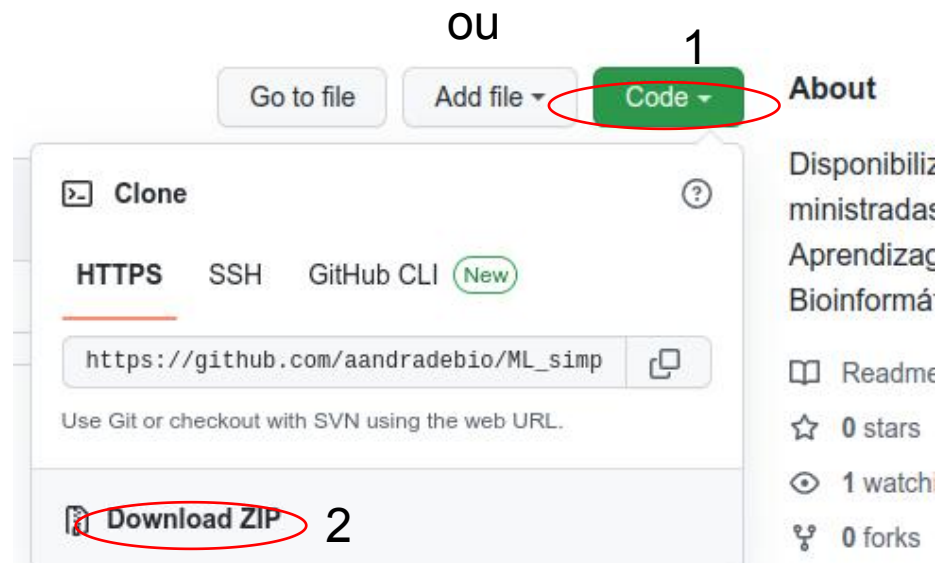 ou
1
Go to file
Add file
Code
About
Clone
Disponibiliz
ministradas
HTTPS
SSH
GitHub CLI
New
Aprendizag
Bioinformá
https://github.com/aandradebio/ML_simp
Readme
Use Git or checkout with SVN using the web URL.
0 stars
1 watchi
Download ZIP
2
0 forks